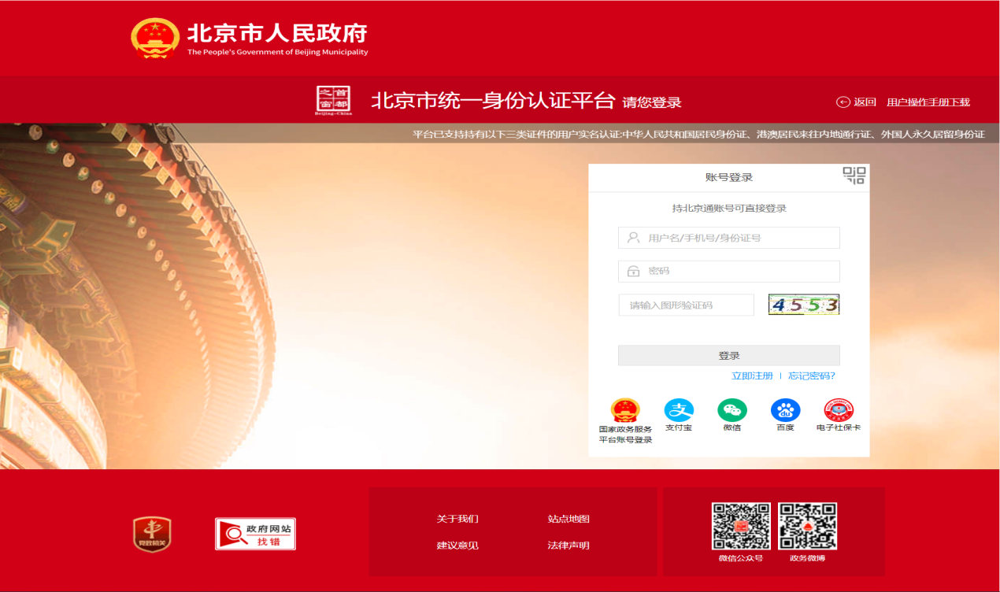 北京市人民政府
The People's Government of Beijing Municipality
首都之窗
Beijing-China
北京市统一身份认证平台 请您登录
返回 用户操作手册下载
平台已支持持有以下三类证件的用户实名认证:中华人民共和国居民身份证、港澳居民来往内地通行证、外国人永久居留身份证
账号登录
持北京通账号可直接登录
用户名/手机号/身份证号
密码
请输入图形验证码 4553
登录
立即注册 | 忘记密码?
国家政务服务平台账号登录
支付宝
微信
du
百度
电子社保卡
党政机关
政府网站
找错
关于我们 站点地图
建议意见 法律声明
微信公众号 政务微博